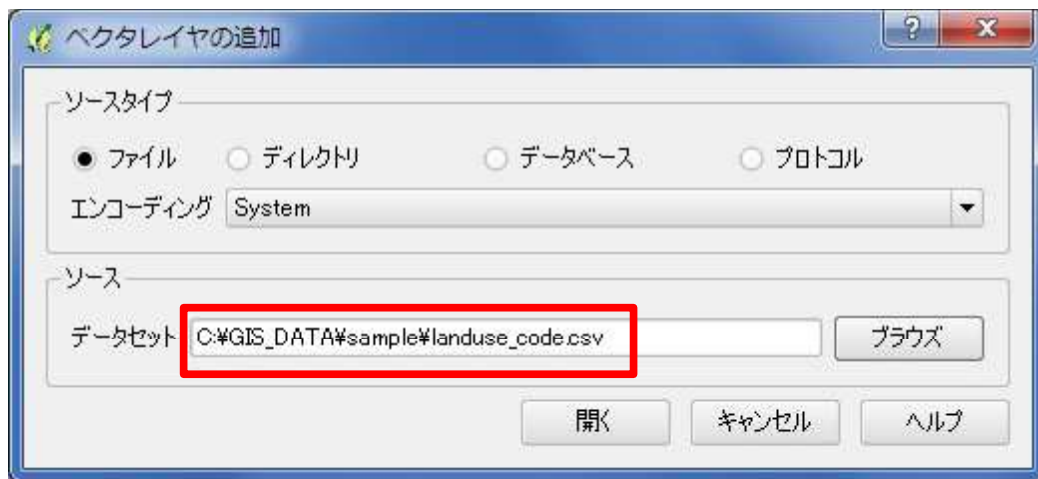 ベクタレイヤの追加
ソースタイプ
ファイル ディレクトリ データベース プロトコル
エンコーディング System
ソース
データセット C:¥GIS_DATA¥sample¥landuse_code.csv ブラウズ
開く キャンセル ヘルプ